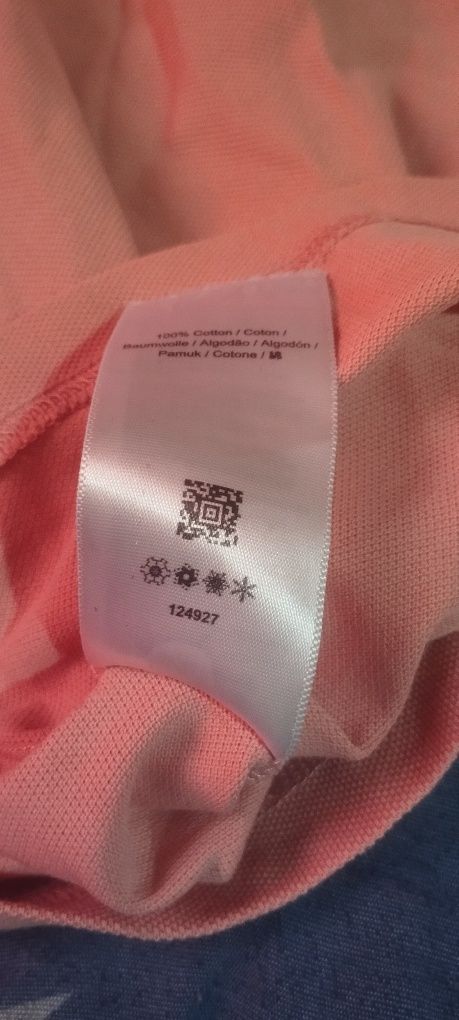 100% Cotton / Coton /
Baumwolle / Algodão / Algodón /
Pamuk / Cotone / 綿
124927